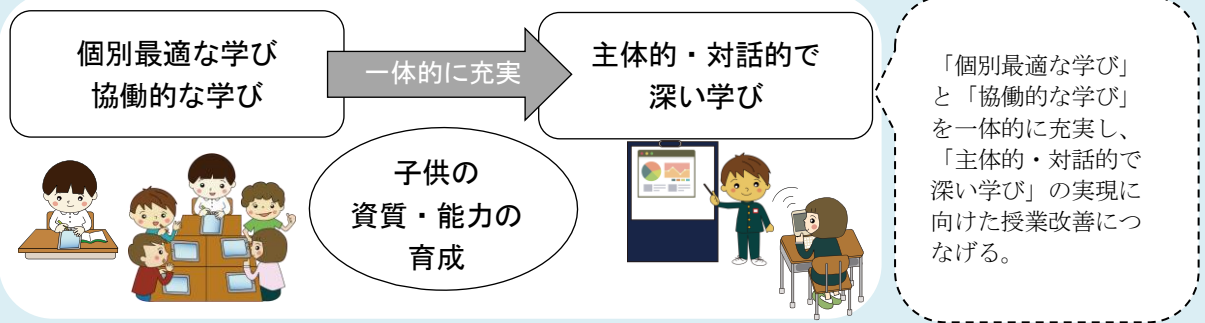 個別最適な学び
協働的な学び
一体的に充実
主体的・対話的で
深い学び
子供の
資質・能力の
育成
「個別最適な学び」
と「協働的な学び」
を一体的に充実し、
「主体的・対話的で
深い学び」の実現に
向けた授業改善につ
なげる。